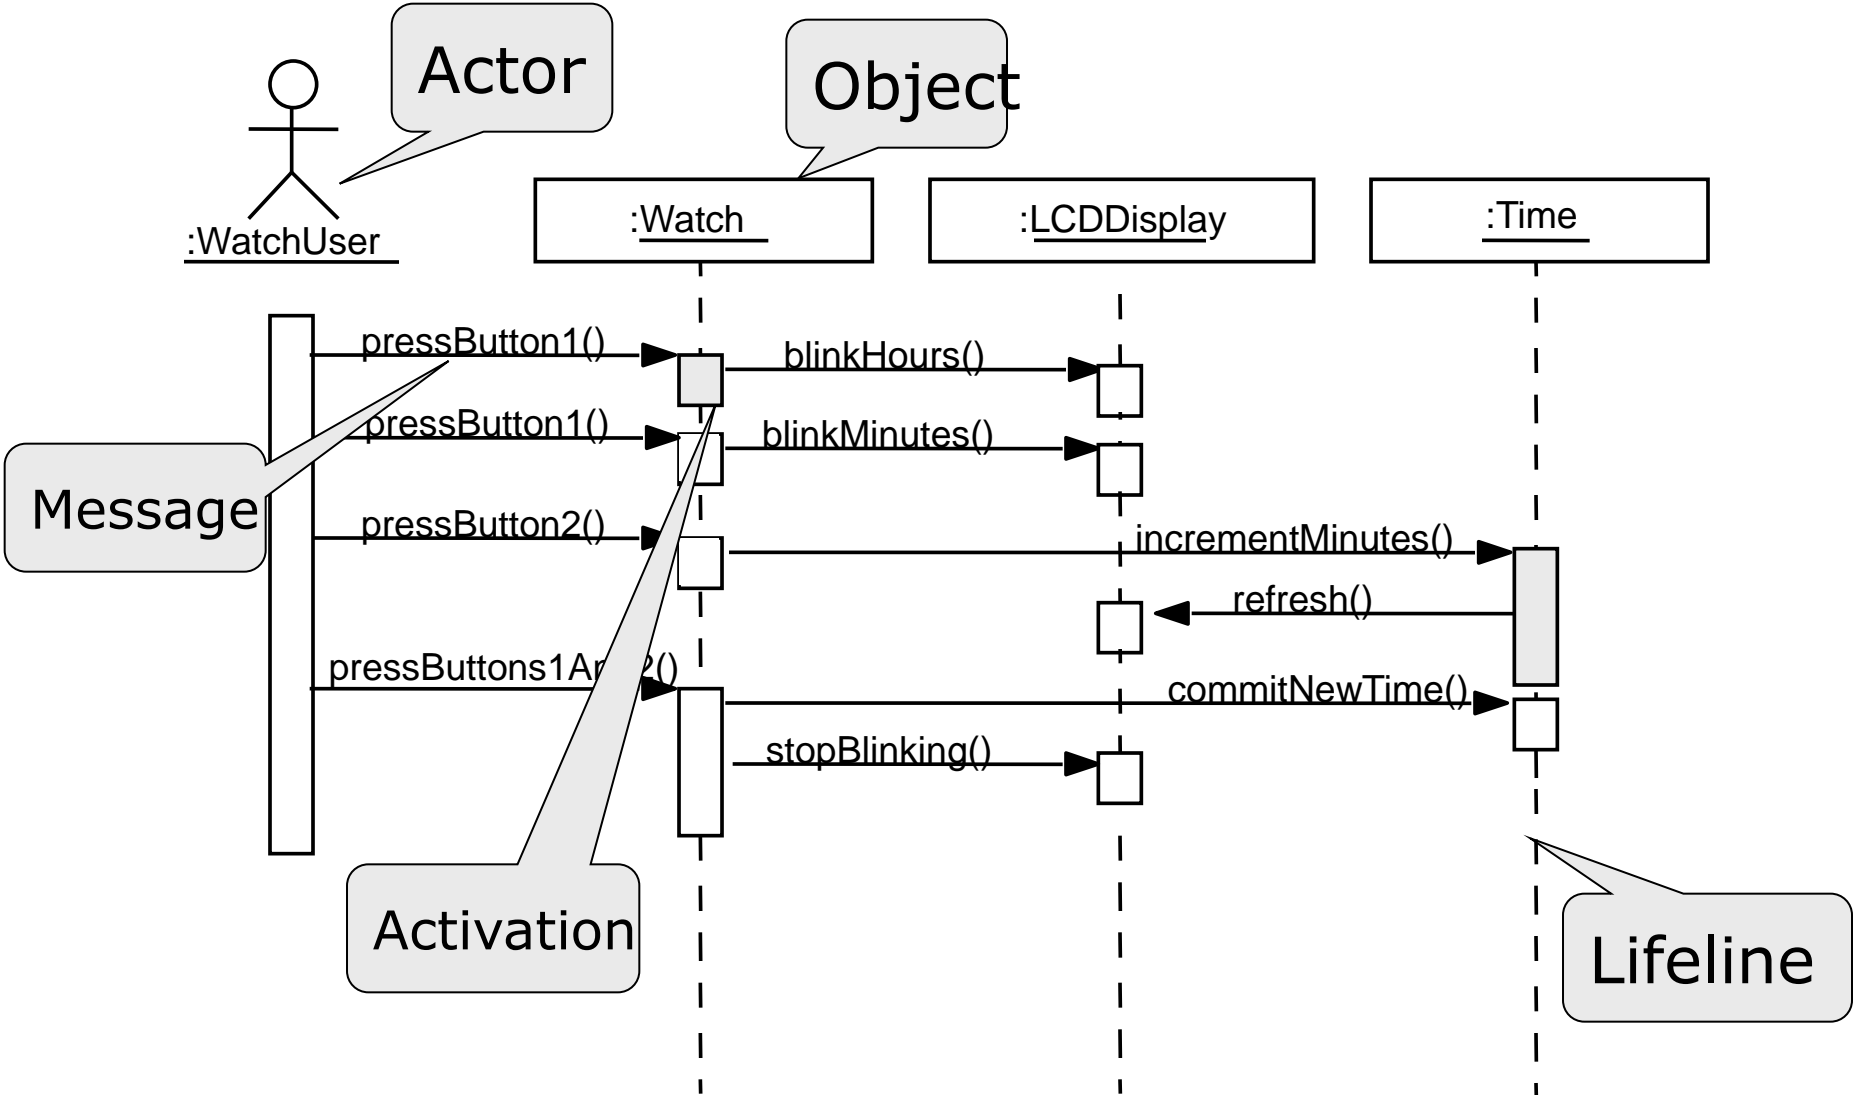 Actor
Object
:WatchUser
:Watch
:LCDDisplay
:Time
pressButton1()
blinkHours()
pressButton1()
blinkMinutes()
Message
pressButton2()
incrementMinutes()
refresh()
commitNewTime()
stopBlinking()
Activation
Lifeline